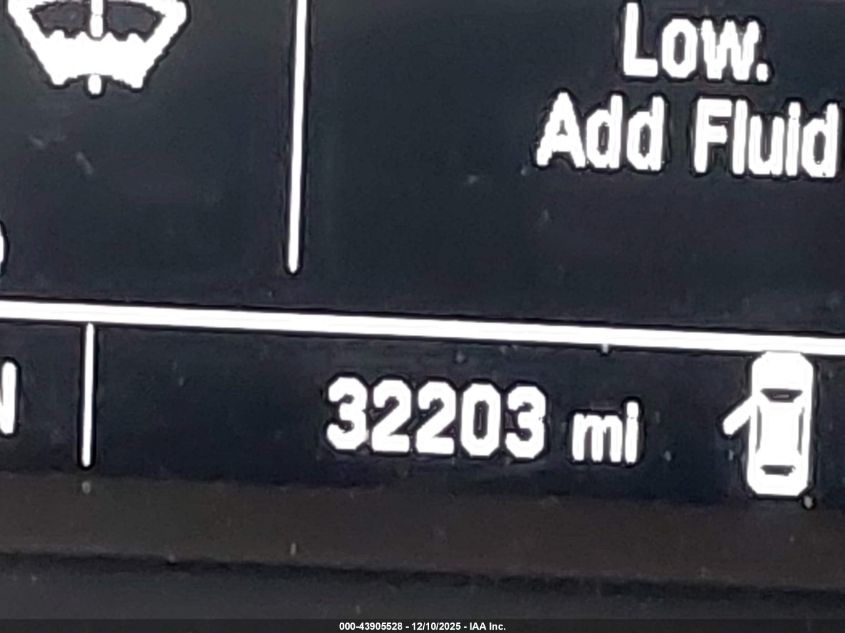 Low.
Add Fluid
N
32203 mi
000-43905528 - 12/10/2025 - IAA Inc.